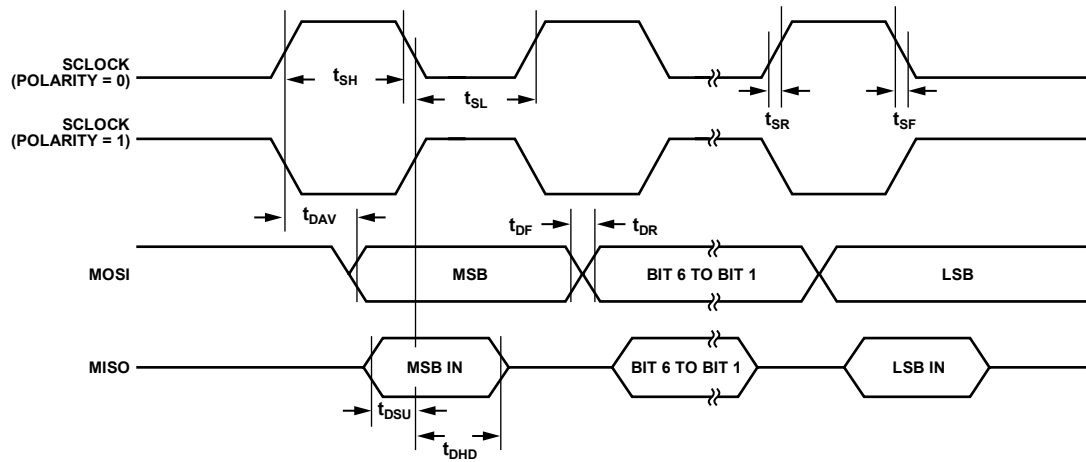 SCLOCK
(POLARITY = 0)
tSH
tSL
tSR
tSF
SCLOCK
(POLARITY = 1)
tDAV
tDF
tDR
MOSI
MSB
BIT 6 TO BIT 1
LSB
MISO
MSB IN
BIT 6 TO BIT 1
LSB IN
tDSU
tDHD